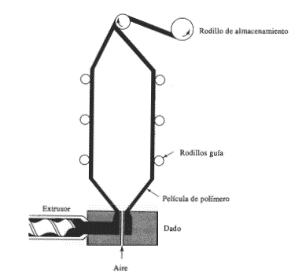 Rodillo de almacenamiento
Rodillos guía
Película de polímero
Extrusor
Dado
Aire